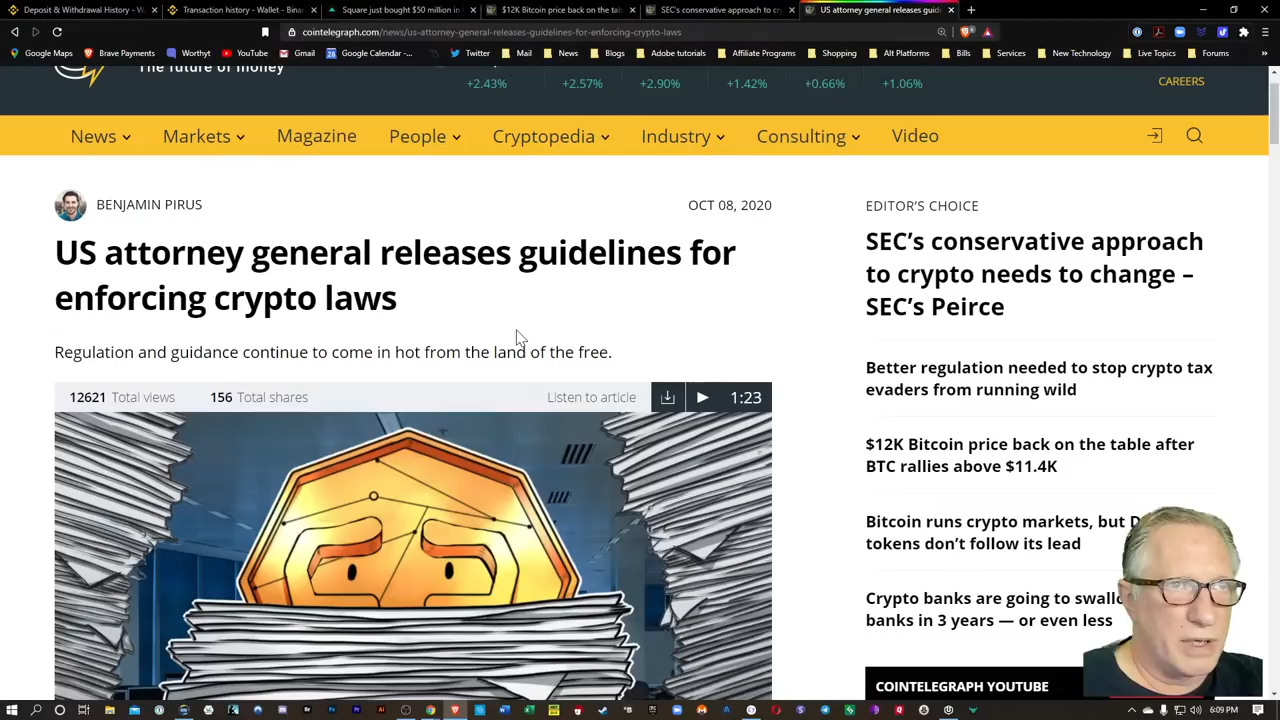 Deposit & Withdrawal History - W
Transaction history - Wallet - Bina
Square just bought $50 million in
$12K Bitcoin price back on the tab
SEC's conservative approach to cr
US attorney general releases guid
cointelegraph.com/news/us-attorney-general-releases-guidelines-for-enforcing-crypto-laws
Google Maps
Brave Payments
Worthy
YouTube
GMail
Google Calendar -...
Twitter
Mail
News
Blogs
Adobe tutorials
Affiliate Programs
Shopping
Alt Platforms
Bills
Services
New Technology
Live Topics
Forums
The future of money
+2.43%
+2.57%
+2.90%
+1.42%
+0.66%
+1.06%
CAREERS
News
Markets
Magazine
People
Cryptopedia
Industry
Consulting
Video
BENJAMIN PIRUS
OCT 08, 2020
US attorney general releases guidelines for
enforcing crypto laws
Regulation and guidance continue to come in hot from the land of the free.
12621 Total views
156 Total shares
Listen to article
1:23
EDITOR'S CHOICE
SEC's conservative approach
to crypto needs to change –
SEC's Peirce
Better regulation needed to stop crypto tax
evaders from running wild
$12K Bitcoin price back on the table after
BTC rallies above $11.4K
Bitcoin runs crypto markets, but D
tokens don't follow its lead
Crypto banks are going to swallo
banks in 3 years — or even less
COINTELEGRAPH YOUTUBE
6:09 PM